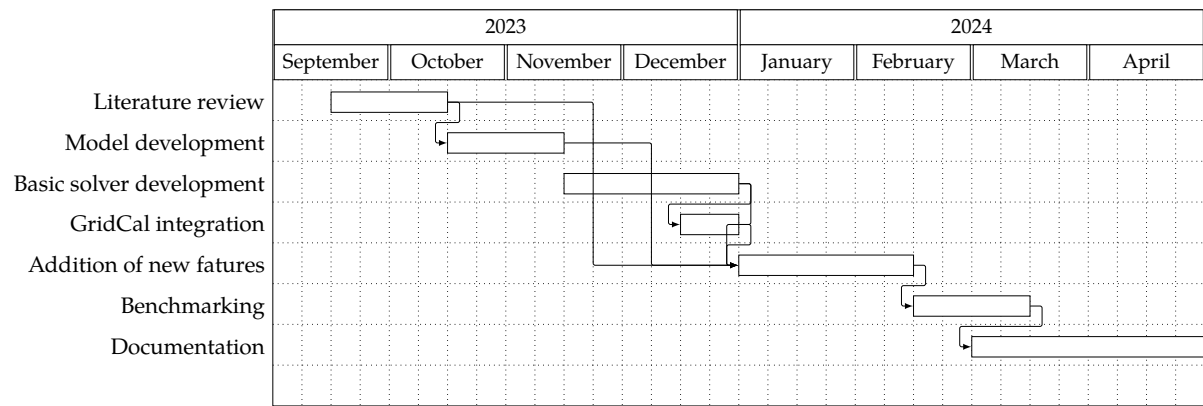 2023 2024
September October November December January February March April
Literature review
Model development
Basic solver development
GridCal integration
Addition of new fatures
Benchmarking
Documentation